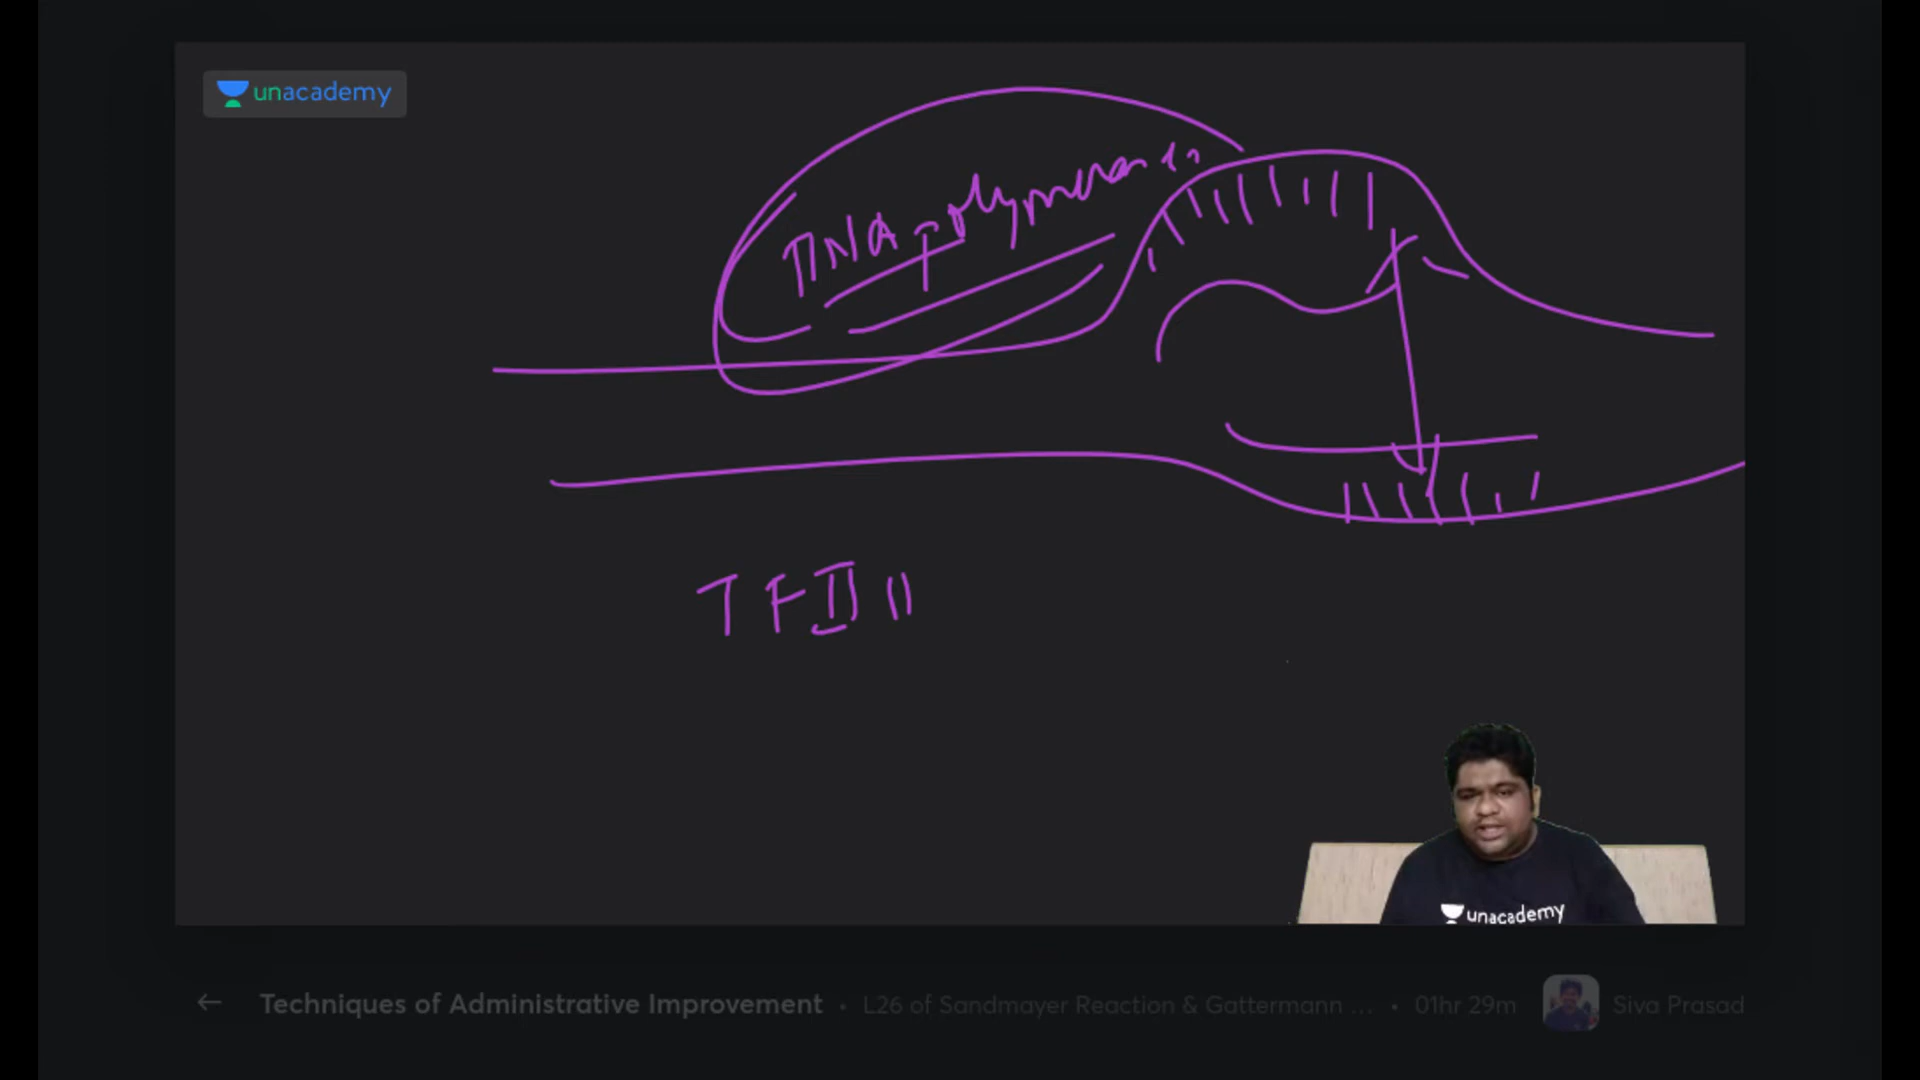 unacademy
RNA polymerase
TFII
unacademy
← Techniques of Administrative Improvement • L26 of Sandmayer Reaction & Gattermann ... • 01hr 29m Siva Prasad